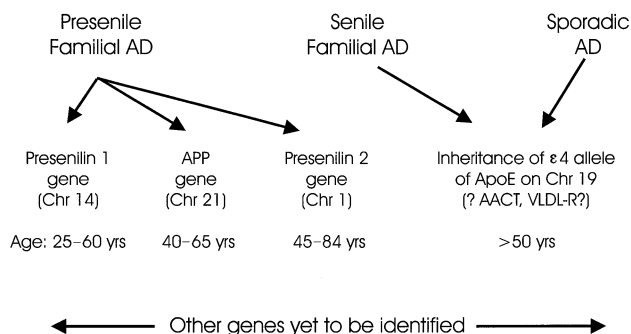 Presenile
Familial AD
Senile
Familial AD
Sporadic
AD
Presenilin 1
gene
(Chr 14)
APP
gene
(Chr 21)
Presenilin 2
gene
(Chr 1)
Inheritance of ε4 allele
of ApoE on Chr 19
(? AACT, VLDL-R?)
Age: 25–60 yrs
40–65 yrs
45–84 yrs
>50 yrs
Other genes yet to be identified